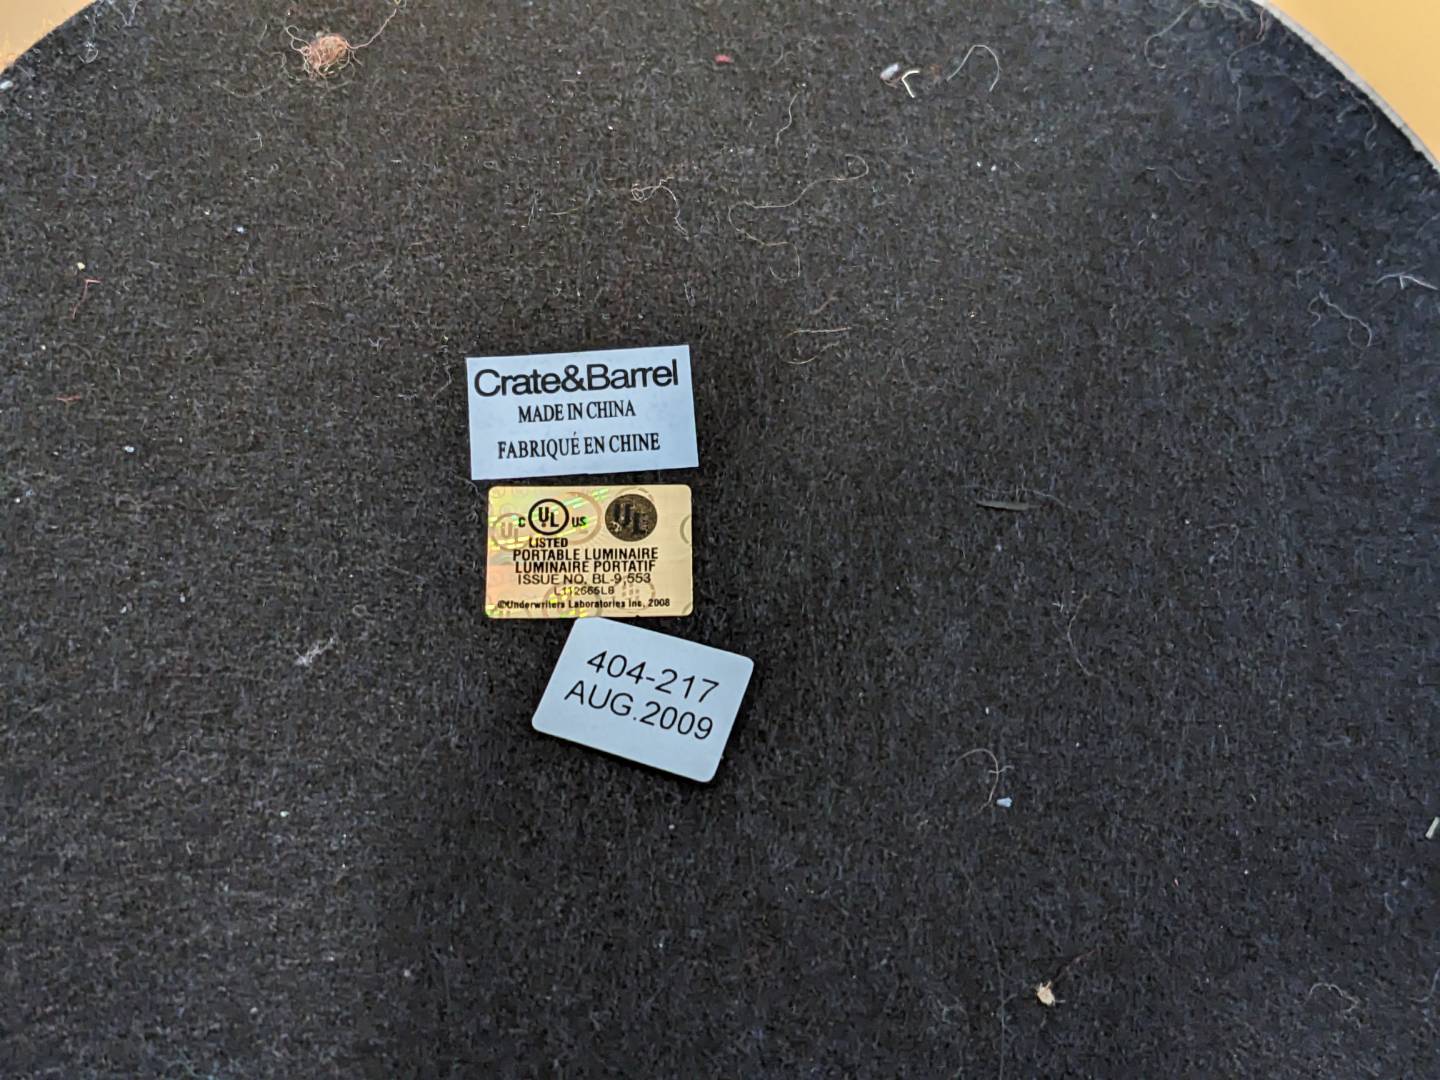 Crate&Barrel
MADE IN CHINA
FABRIQUÉ EN CHINE
C UL US UL
LISTED
PORTABLE LUMINAIRE
LUMINAIRE PORTATIF
ISSUE NO. BL-9,553
L112665L8
©Underwriters Laboratories Inc. 2008
404-217
AUG.2009